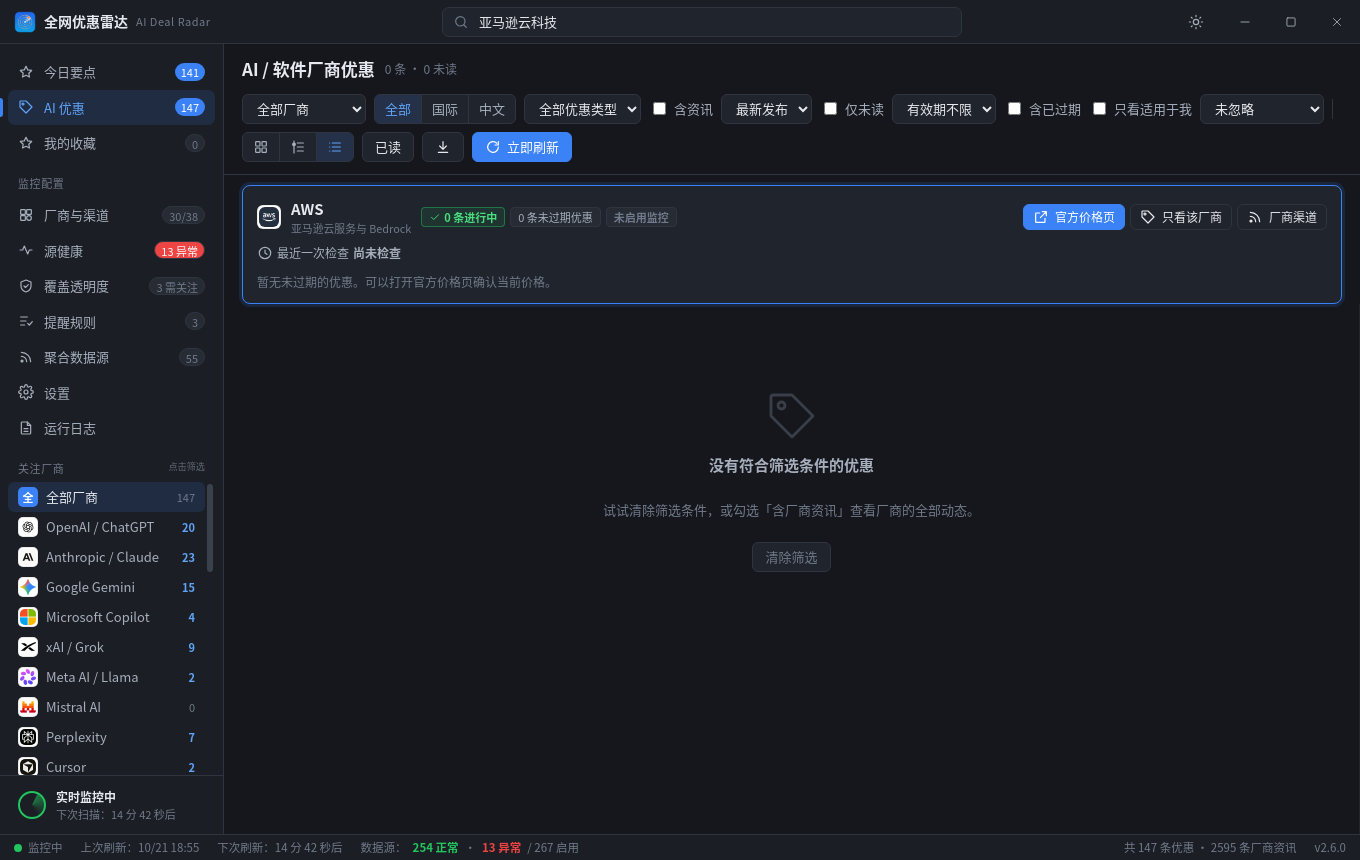 全网优惠雷达 AI Deal Radar
亚马逊云科技
今日要点 141
AI 优惠 147
我的收藏 0
监控配置
厂商与渠道 30/38
源健康 13 异常
覆盖透明度 3 需关注
提醒规则 3
聚合数据源 55
设置
运行日志
关注厂商 点击筛选
全 全部厂商 147
OpenAI / ChatGPT 20
Anthropic / Claude 23
Google Gemini 15
Microsoft Copilot 4
xAI / Grok 9
Meta AI / Llama 2
Mistral AI 0
Perplexity 7
Cursor 2
实时监控中
下次扫描：14 分 42 秒后
AI / 软件厂商优惠 0 条 · 0 未读
全部厂商 全部 国际 中文 全部优惠类型 含资讯 最新发布 仅未读 有效期不限 含已过期 只看适用于我 未忽略
已读 立即刷新
aws AWS 0 条进行中 0 条未过期优惠 未启用监控 官方价格页 只看该厂商 厂商渠道
亚马逊云服务与 Bedrock
最近一次检查 尚未检查
暂无未过期的优惠。可以打开官方价格页确认当前价格。
没有符合筛选条件的优惠
试试清除筛选条件，或勾选「含厂商资讯」查看厂商的全部动态。
清除筛选
监控中 上次刷新：10/21 18:55 下次刷新：14 分 42 秒后 数据源： 254 正常 · 13 异常 / 267 启用 共 147 条优惠 · 2595 条厂商资讯 v2.6.0